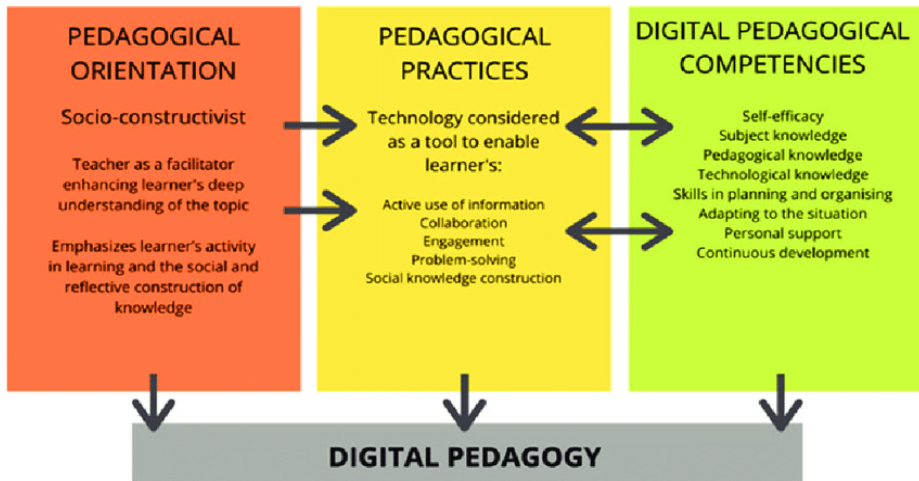 PEDAGOGICAL
ORIENTATION
Socio-constructivist
Teacher as a facilitator
enhancing learner's deep
understanding of the topic
Emphasizes learner's activity
in learning and the social and
reflective construction of
knowledge
PEDAGOGICAL
PRACTICES
Technology considered
as a tool to enable
learner's:
Active use of information
Collaboration
Engagement
Problem-solving
Social knowledge construction
DIGITAL PEDAGOGICAL
COMPETENCIES
Self-efficacy
Subject knowledge
Pedagogical knowledge
Technological knowledge
Skills in planning and organising
Adapting to the situation
Personal support
Continuous development
DIGITAL PEDAGOGY